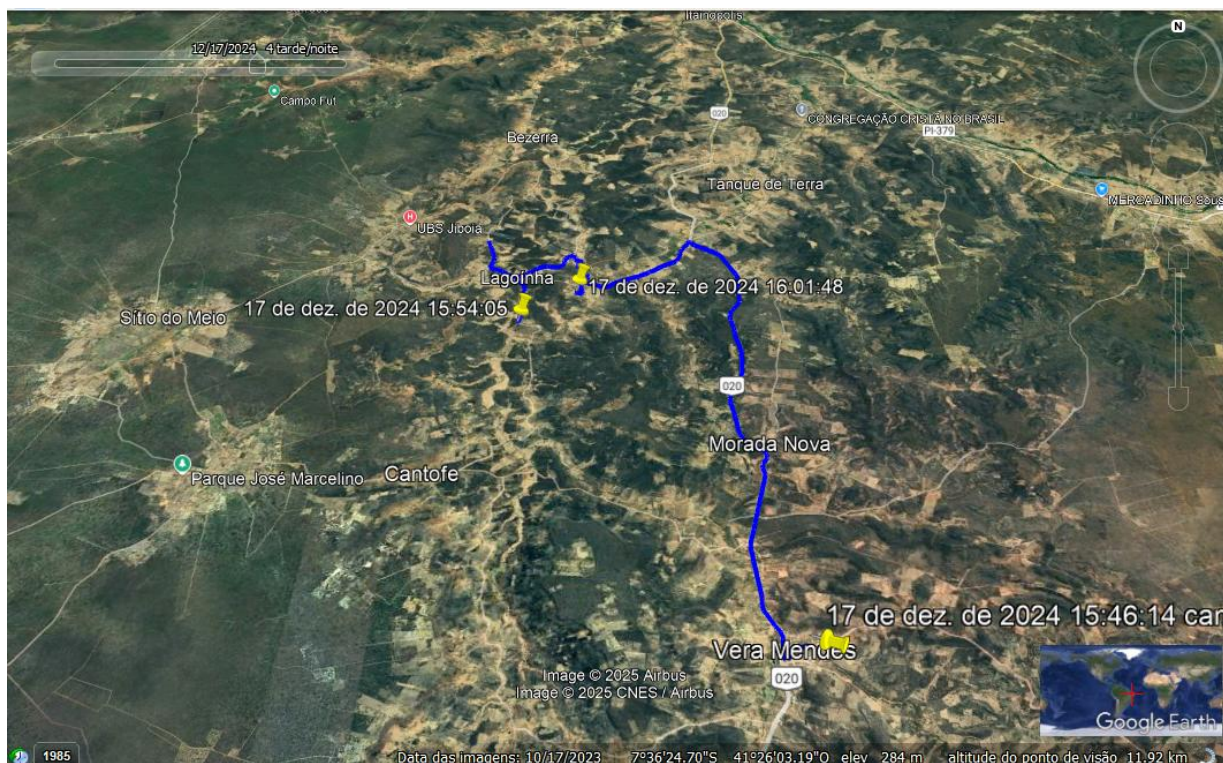 Itainópolis
12/17/2024 4 tarde/noite
N
Campo Fut
020
CONGREGAÇÃO CRISTÃ NO BRASIL
PI-379
Bezerra
Tanque de Terra
MERCADINHO Sous
UBS Jiboia
Lagoinha
17 de dez. de 2024 16:01:48
17 de dez. de 2024 15:54:05
Sítio do Meio
020
Morada Nova
Parque José Marcelino
Cantofe
17 de dez. de 2024 15:46:14 car
Vera Mendes
020
Image © 2025 Airbus
Image © 2025 CNES / Airbus
Google Earth
1985
Data das imagens: 10/17/2023 7°36'24.70"S 41°26'03.19"O elev 284 m altitude do ponto de visão 11.92 km